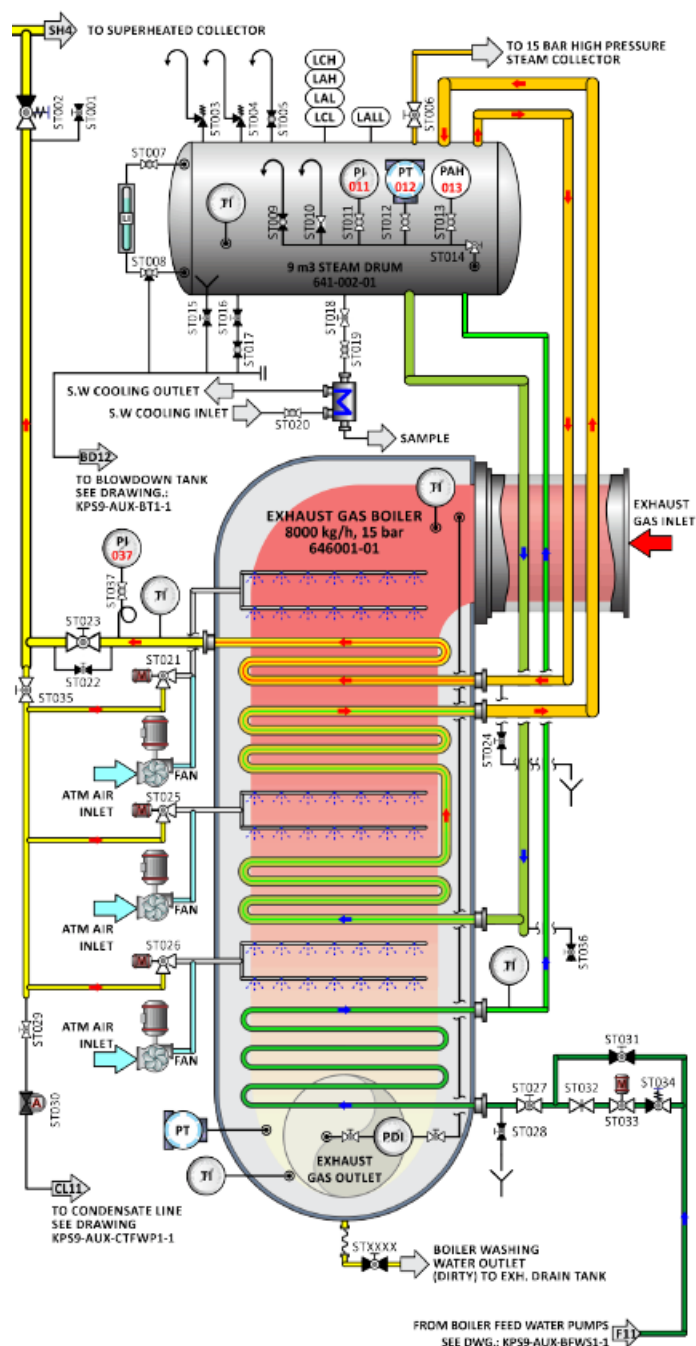 SH4
TO SUPERHEATED COLLECTOR
TO 15 BAR HIGH PRESSURE
STEAM COLLECTOR
LCH
LAH
LAL
LCL
LALL
ST002
ST001
ST003
ST004
ST005
ST006
ST007
LI
ST008
TI
PI
011
PT
012
PAH
013
ST009
ST010
ST011
ST012
ST013
ST014
9 m3 STEAM DRUM
641-002-01
ST015
ST016
ST017
ST018
ST019
S.W COOLING OUTLET
S.W COOLING INLET
ST020
SAMPLE
BD12
TO BLOWDOWN TANK
SEE DRAWING.:
KPS9-AUX-BT1-1
TI
EXHAUST GAS BOILER
8000 kg/h, 15 bar
646001-01
EXHAUST
GAS INLET
PI
037
ST037
TI
ST023
ST022
ST035
ST021
M
FAN
ATM AIR
INLET
ST024
ST025
M
FAN
ATM AIR
INLET
ST026
M
FAN
ATM AIR
INLET
ST036
TI
ST029
ST030
A
ST031
ST027
ST032
M
ST033
ST034
ST028
PT
PDI
TI
EXHAUST
GAS OUTLET
CL11
TO CONDENSATE LINE
SEE DRAWING
KPS9-AUX-CTFWP1-1
STXXXX
BOILER WASHING
WATER OUTLET
(DIRTY) TO EXH. DRAIN TANK
FROM BOILER FEED WATER PUMPS
F11
SEE DWG.: KPS9-AUX-BFWS1-1